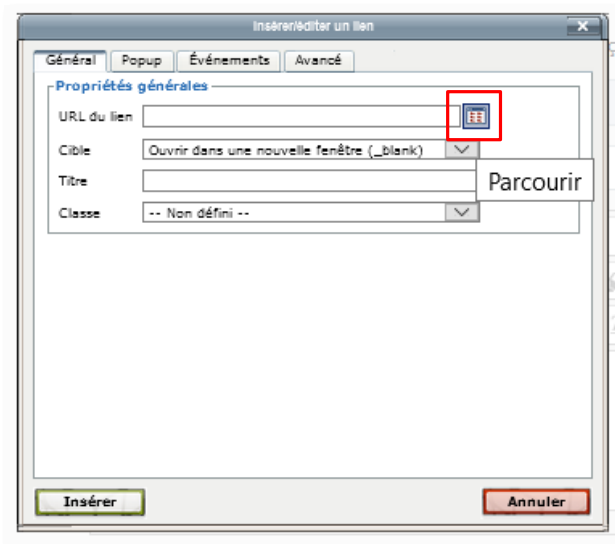 Insérer/éditer un lien
Général Popup Événements Avancé
Propriétés générales
URL du lien
Cible Ouvrir dans une nouvelle fenêtre (_blank)
Titre Parcourir
Classe -- Non défini --
Insérer Annuler